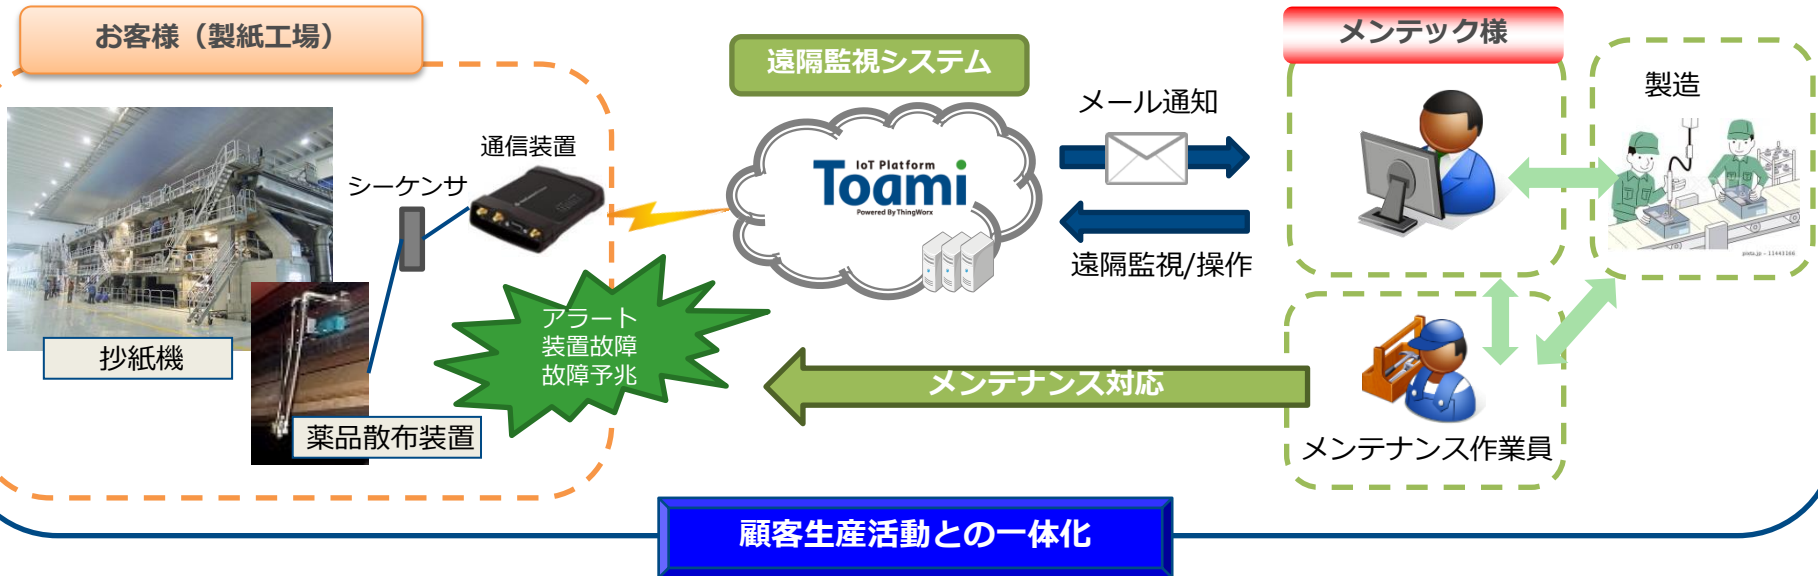 お客様（製紙工場）
通信装置
シーケンサ
抄紙機
薬品散布装置
アラート
装置故障
故障予兆
遠隔監視システム
IoT Platform
Toami
Powered By ThingWorx
メール通知
遠隔監視/操作
メンテナンス対応
メンテック様
製造
pixta.jp - 11443166
メンテナンス作業員
顧客生産活動との一体化